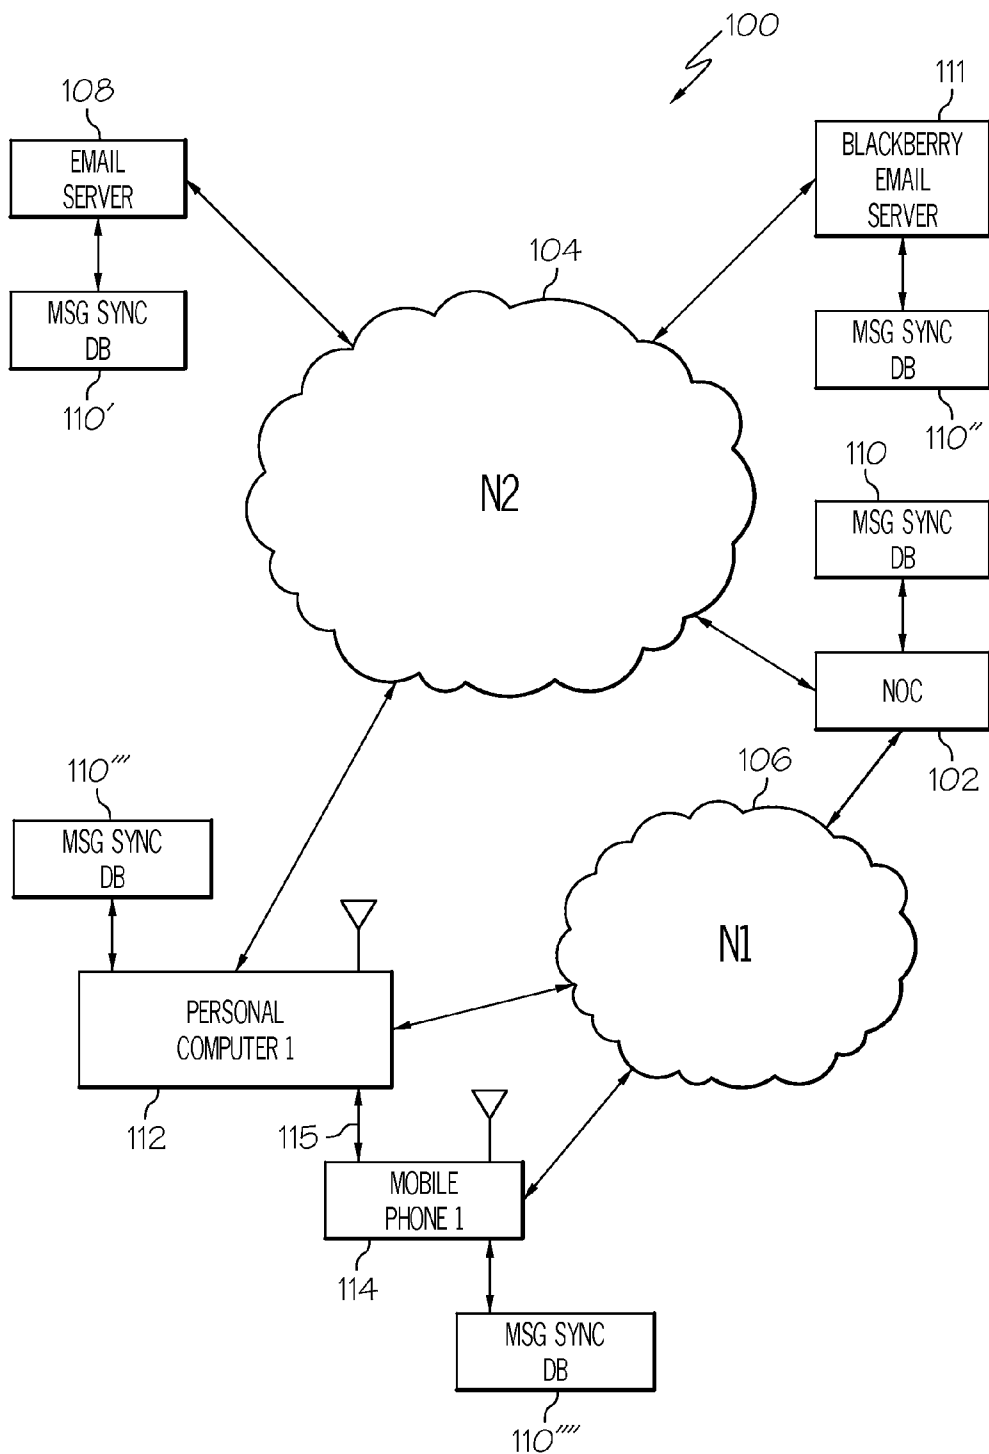 100
108
EMAIL
SERVER
MSG SYNC
DB
110'
111
BLACKBERRY
EMAIL
SERVER
MSG SYNC
DB
110''
104
N2
110
MSG SYNC
DB
NOC
102
106
N1
110'''
MSG SYNC
DB
PERSONAL
COMPUTER 1
112
115
MOBILE
PHONE 1
114
MSG SYNC
DB
110''''